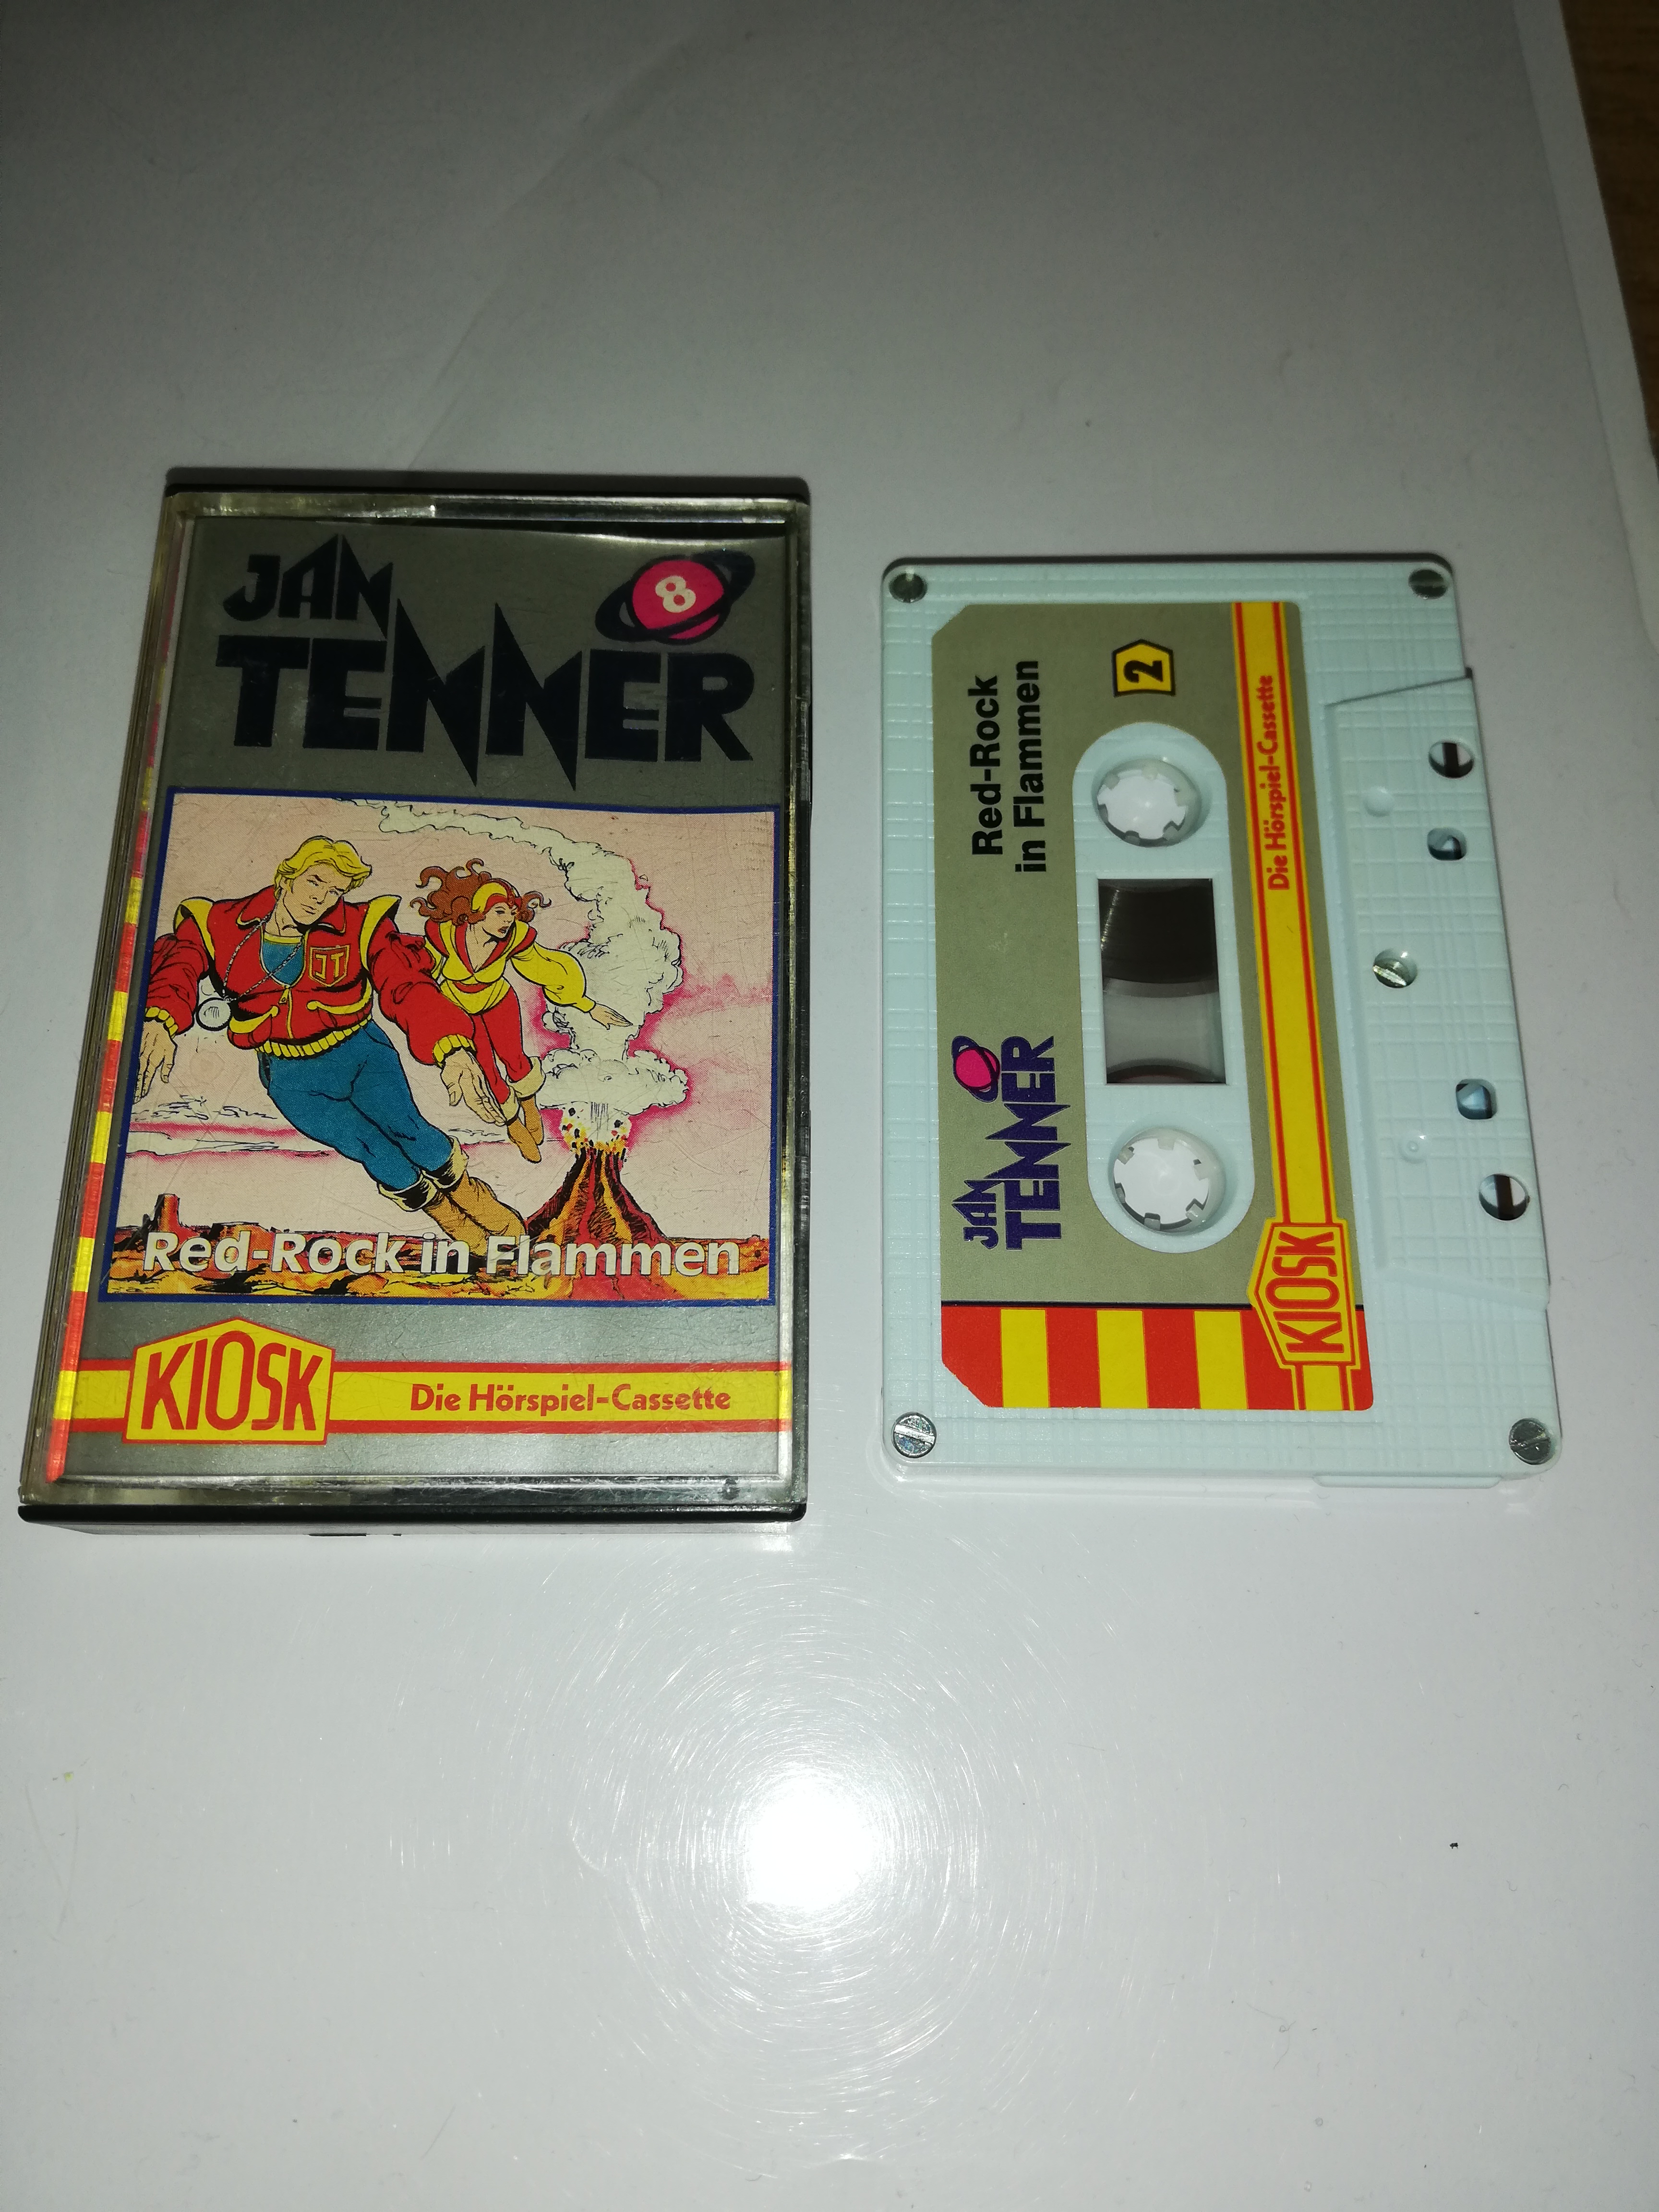 JAN
TENNER
8
JT
Red-Rock in Flammen
KIOSK
Die Hörspiel-Cassette
Red-Rock
in Flammen
2
JAN
TENNER
Die Hörspiel-Cassette
KIOSK